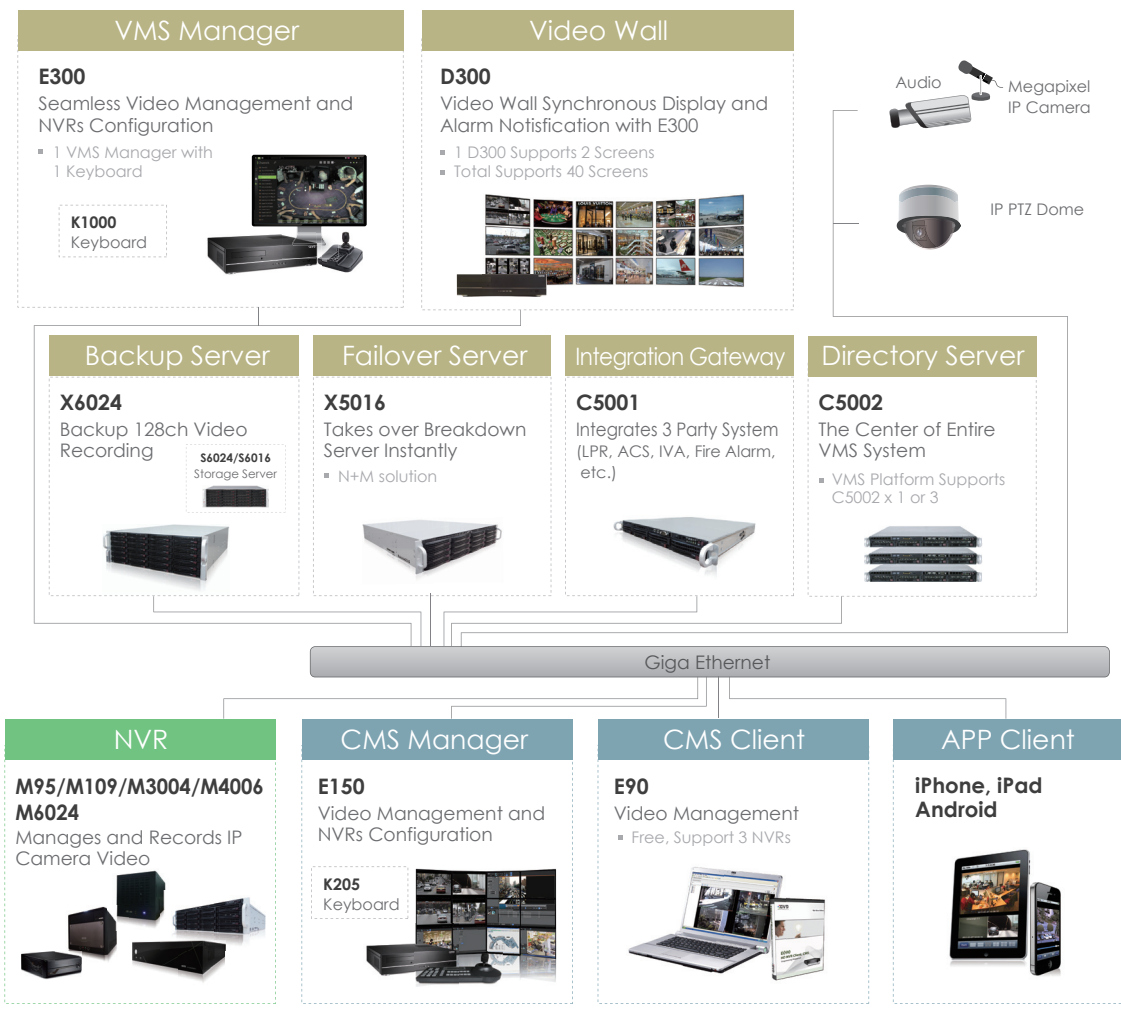 VMS Manager
E300
Seamless Video Management and
NVRs Configuration
1 VMS Manager with
1 Keyboard
K1000
Keyboard
Video Wall
D300
Video Wall Synchronous Display and
Alarm Notisfication with E300
1 D300 Supports 2 Screens
Total Supports 40 Screens
Audio
Megapixel
IP Camera
IP PTZ Dome
Backup Server
X6024
Backup 128ch Video
Recording
S6024/S6016
Storage Server
Failover Server
X5016
Takes over Breakdown
Server Instantly
N+M solution
Integration Gateway
C5001
Integrates 3 Party System
(LPR, ACS, IVA, Fire Alarm,
etc.)
Directory Server
C5002
The Center of Entire
VMS System
VMS Platform Supports
C5002 x 1 or 3
Giga Ethernet
NVR
M95/M109/M3004/M4006
M6024
Manages and Records IP
Camera Video
CMS Manager
E150
Video Management and
NVRs Configuration
K205
Keyboard
CMS Client
E90
Video Management
Free, Support 3 NVRs
APP Client
iPhone, iPad
Android